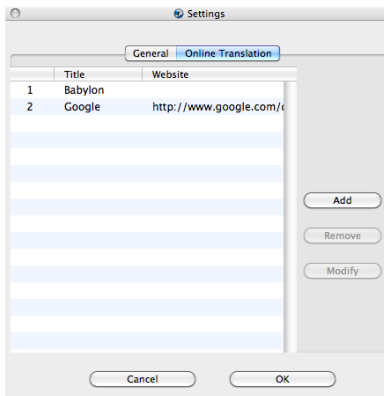 Settings
General Online Translation
Title Website
1 Babylon
2 Google http://www.google.com/
Add
Remove
Modify
Cancel OK